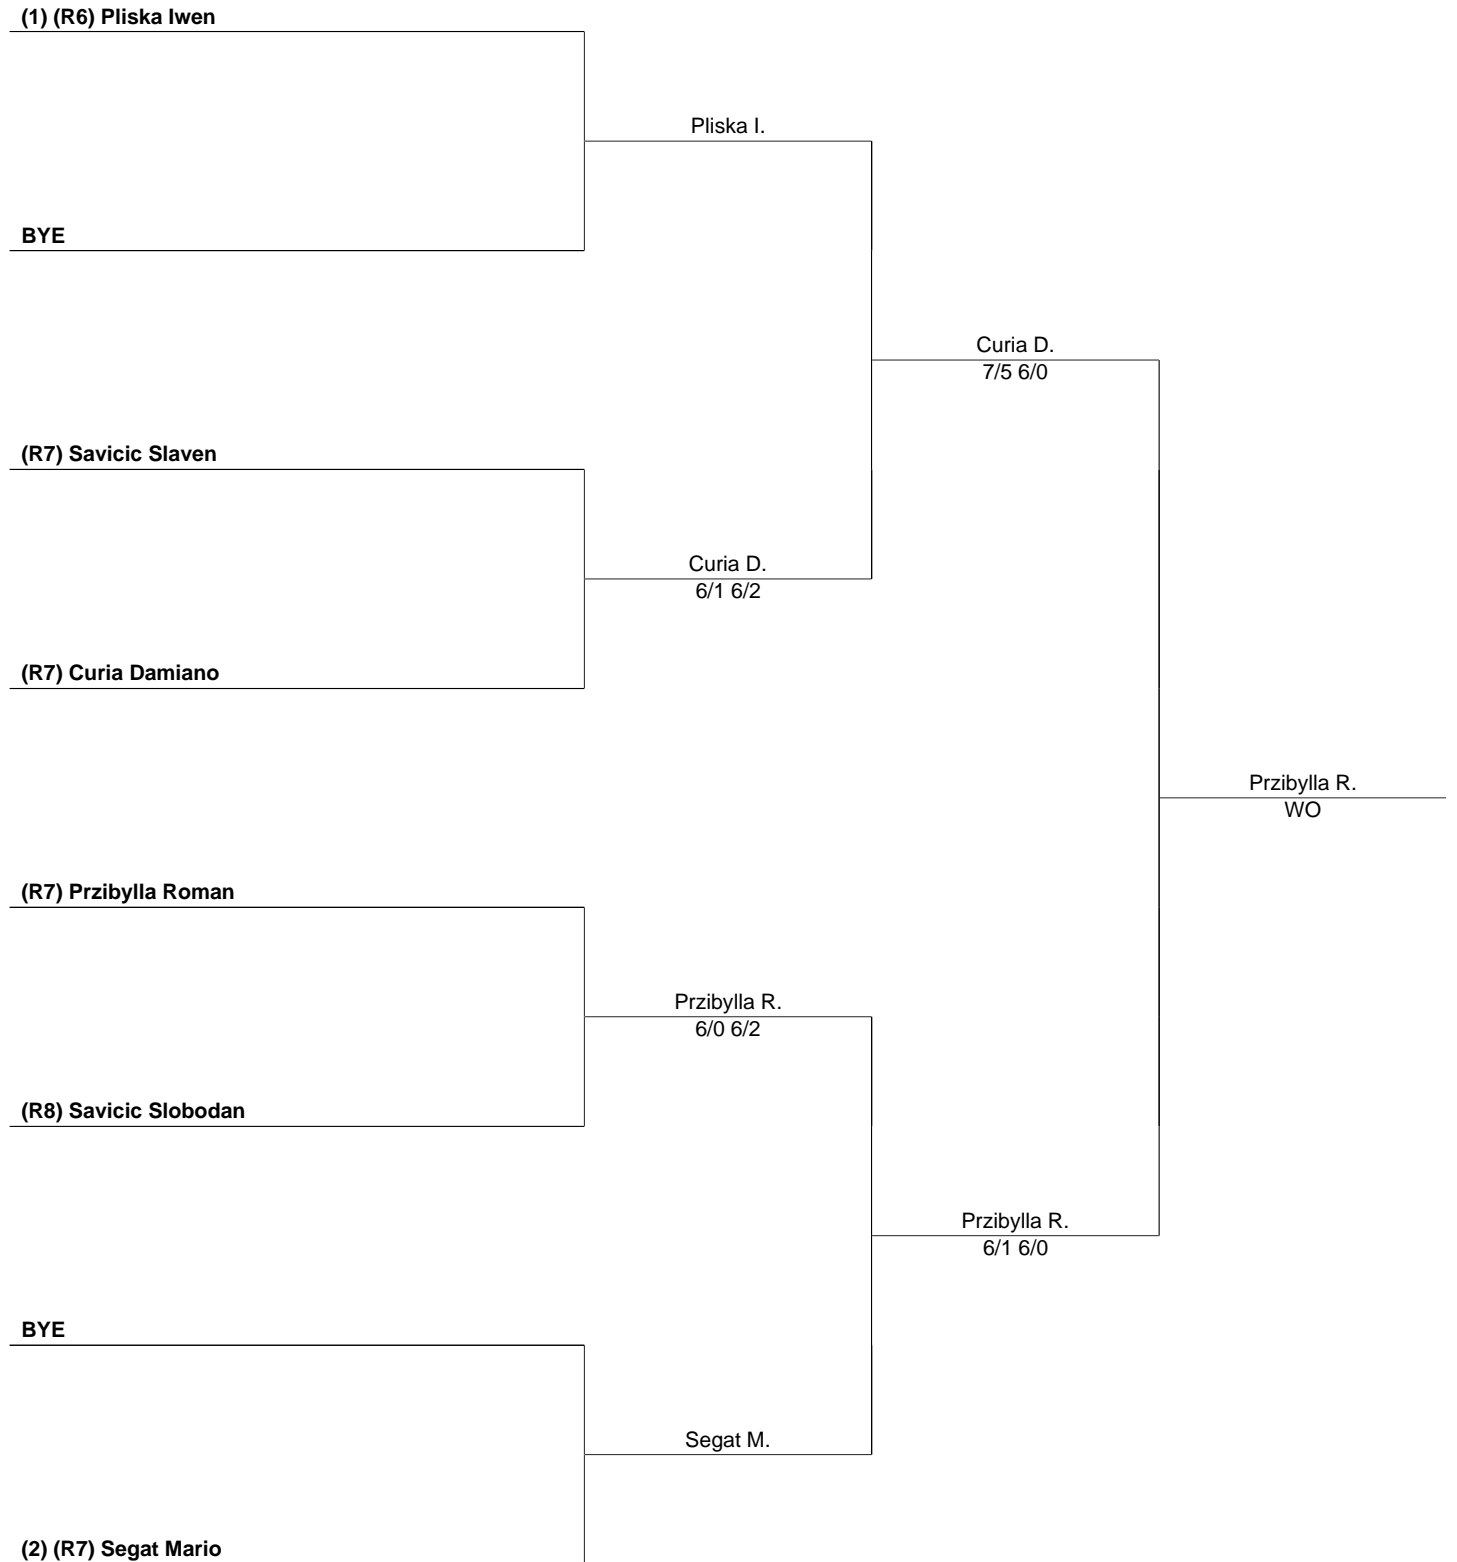 (1) (R6) Pliska Iwen
Pliska I.
BYE
Curia D.
7/5 6/0
(R7) Savicic Slaven
Curia D.
6/1 6/2
(R7) Curia Damiano
Przibylla R.
WO
(R7) Przibylla Roman
Przibylla R.
6/0 6/2
(R8) Savicic Slobodan
Przibylla R.
6/1 6/0
BYE
Segat M.
(2) (R7) Segat Mario